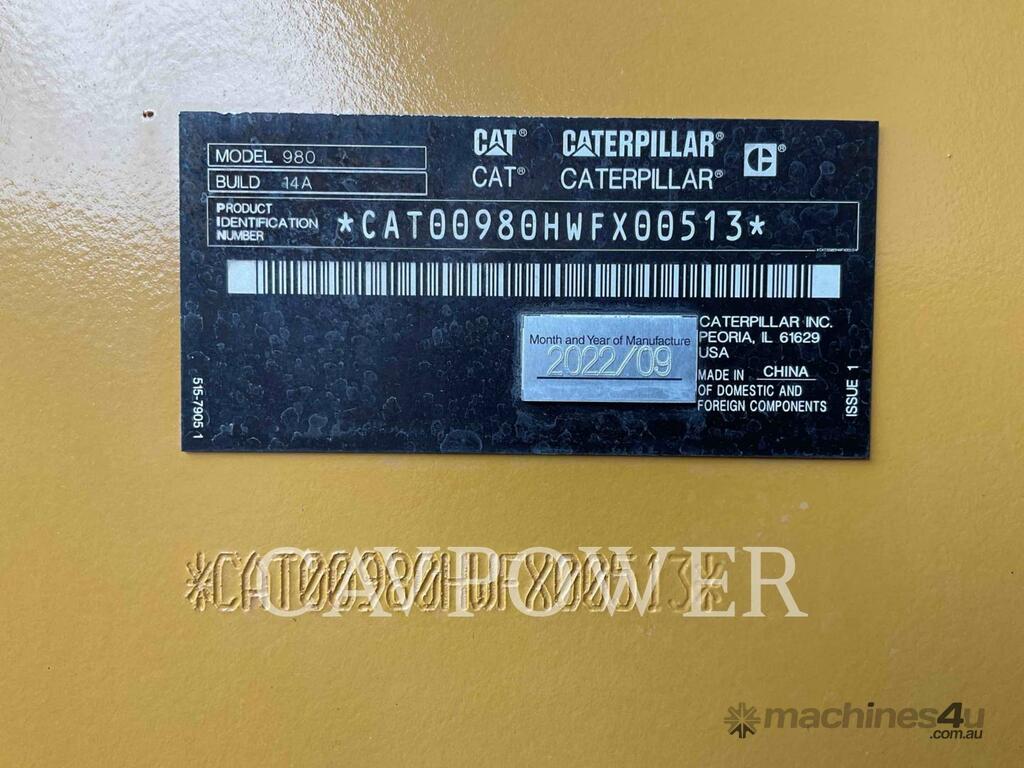 MODEL 980
BUILD 14A
CAT® CATERPILLAR®
CAT® CATERPILLAR®
PRODUCT
IDENTIFICATION
NUMBER
*CAT00980HWFX00513*
Month and Year of Manufacture
2022/09
CATERPILLAR INC.
PEORIA, IL 61629
USA
MADE IN CHINA
OF DOMESTIC AND
FOREIGN COMPONENTS
515-7905 1
ISSUE 1
*CAT00980HWFX00513*
CAVPOWER
machines4u
.com.au